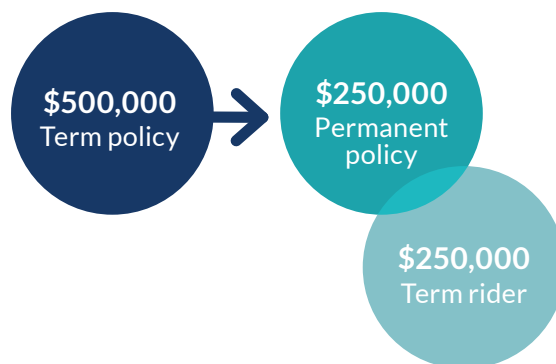 $500,000
Term policy
$250,000
Permanent
policy
$250,000
Term rider